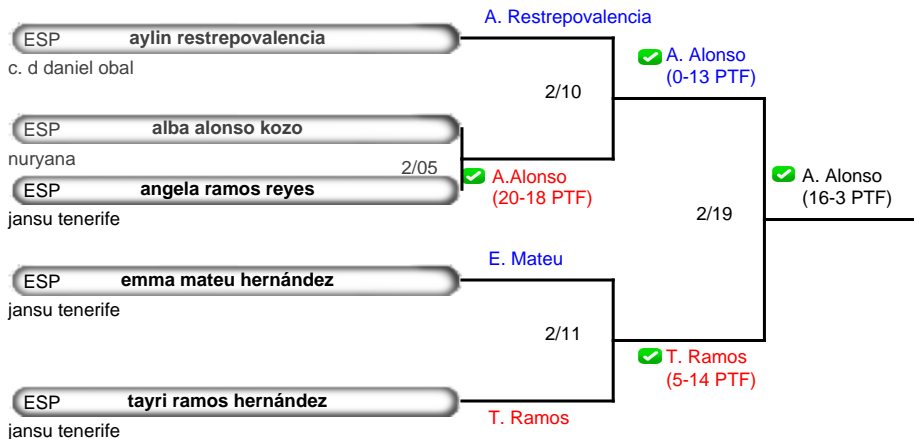 A. Restrepovalencia
ESP aylin restrepovalencia
c. d daniel obal
A. Alonso
(0-13 PTF)
2/10
ESP alba alonso kozo
nuryana
2/05
A.Alonso
(20-18 PTF)
ESP angela ramos reyes
jansu tenerife
A. Alonso
(16-3 PTF)
2/19
E. Mateu
ESP emma mateu hernández
jansu tenerife
2/11
T. Ramos
(5-14 PTF)
ESP tayri ramos hernández
T. Ramos
jansu tenerife